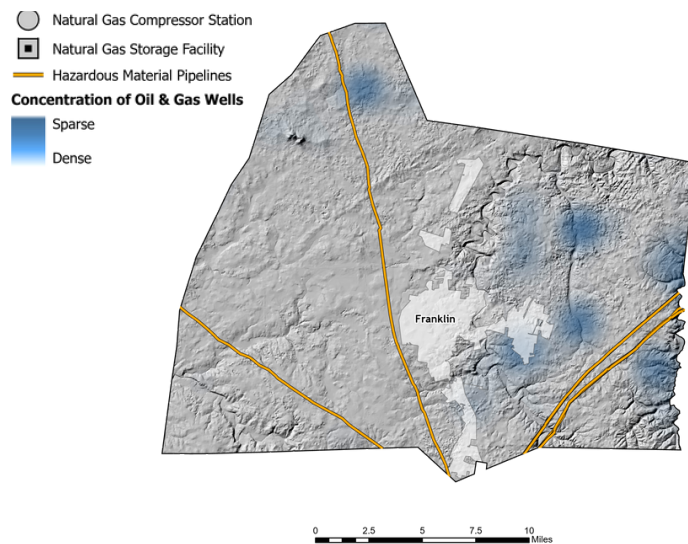 Natural Gas Compressor Station
Natural Gas Storage Facility
Hazardous Material Pipelines
Concentration of Oil & Gas Wells
Sparse
Dense
Franklin
0 2.5 5 7.5 10
Miles